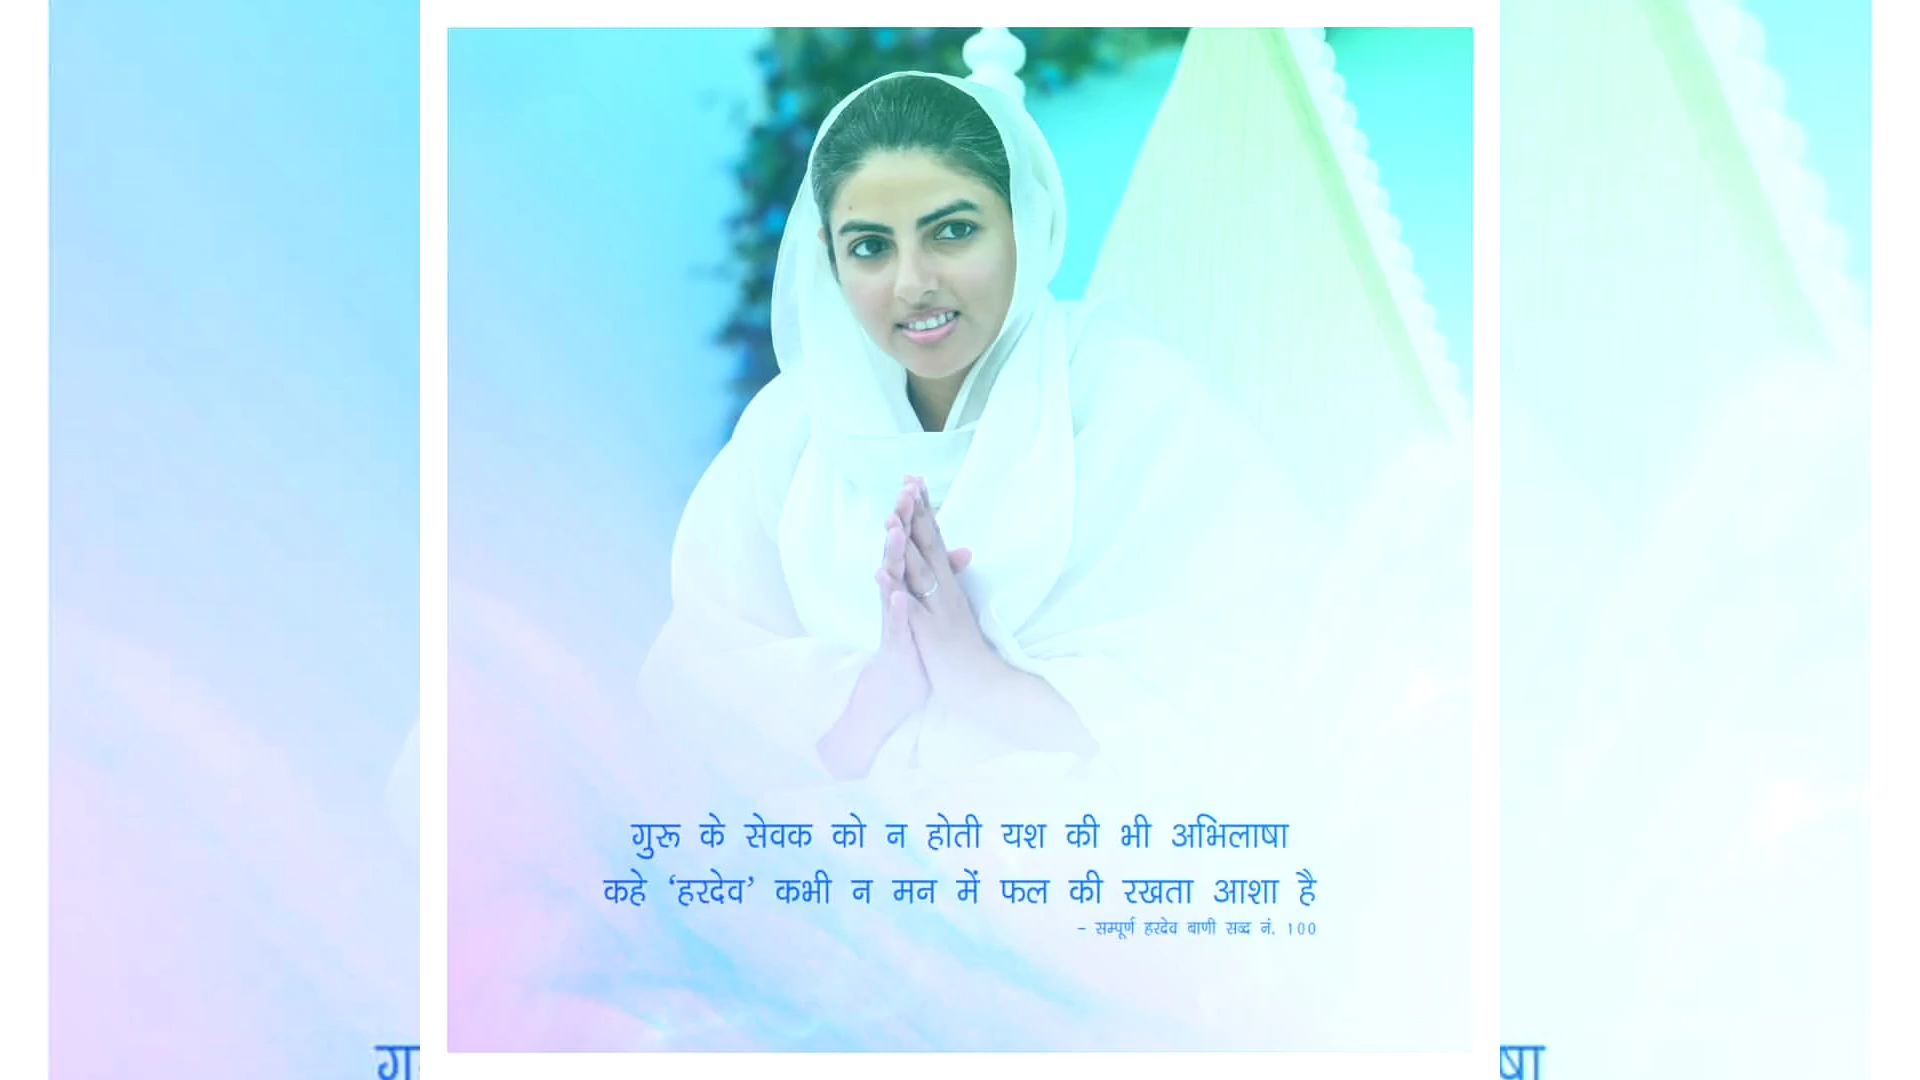 गुरू के सेवक को न होती यश की भी अभिलाषा
कहे ‘हरदेव’ कभी न मन में फल की रखता आशा है
- सम्पूर्ण हरदेव बाणी सब्द नं. 100
गु
षा